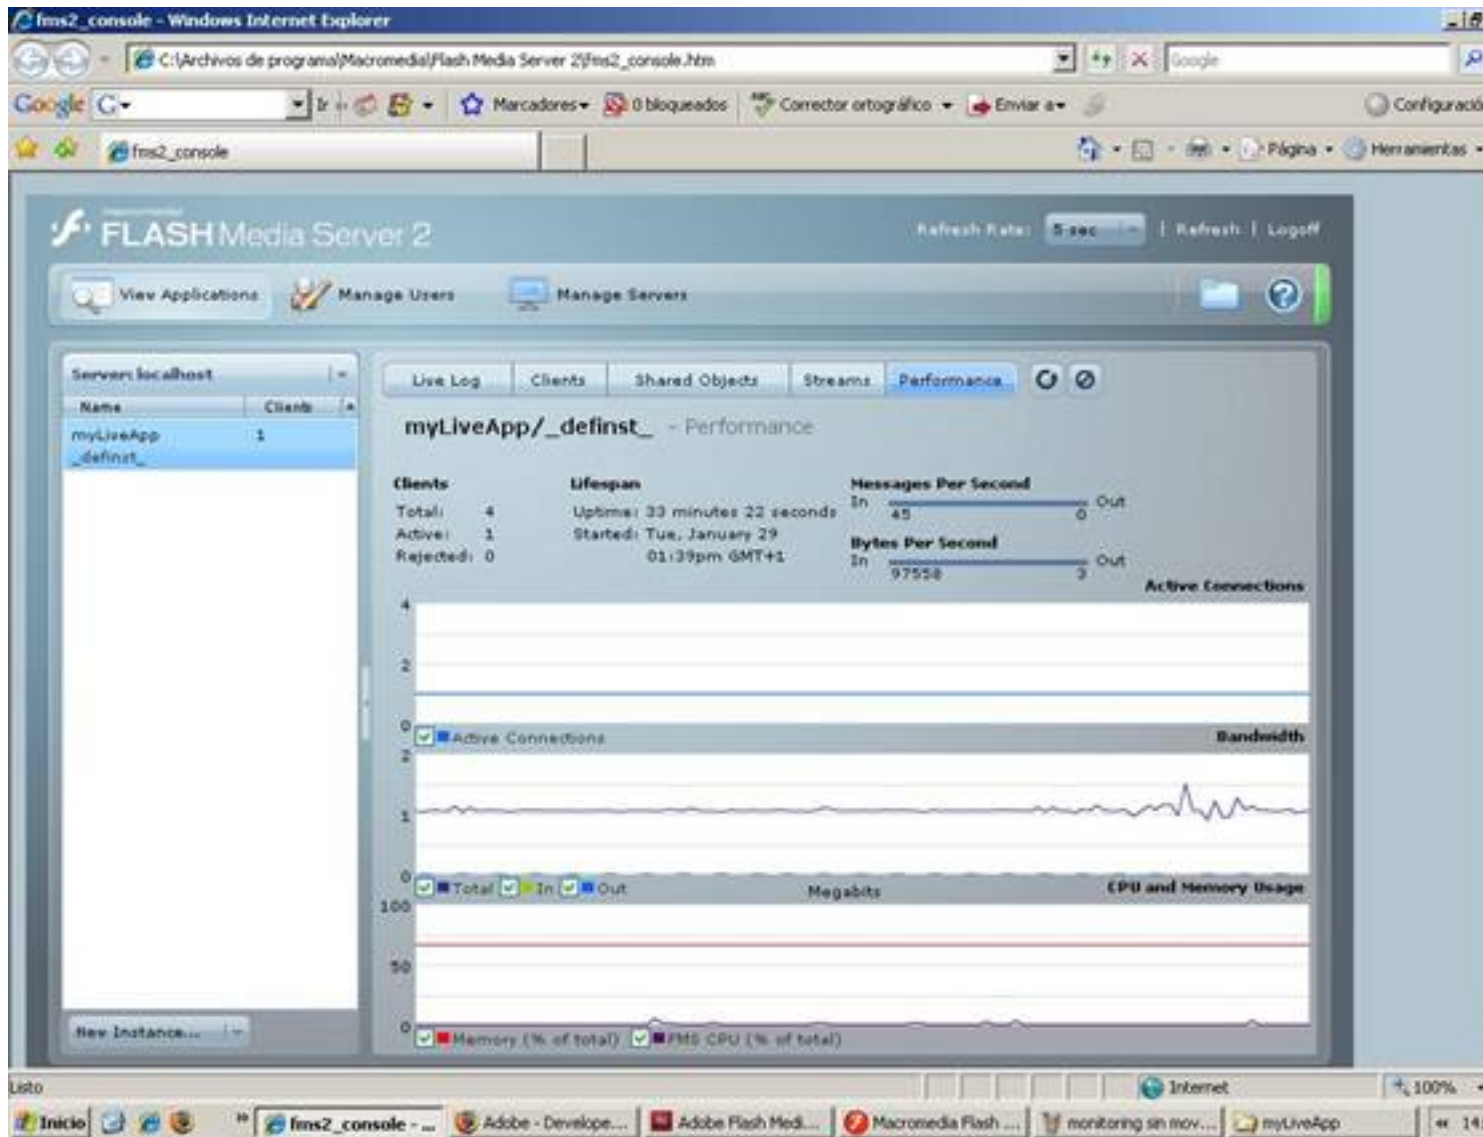 fms2_console - Windows Internet Explorer
C:\Archivos de programa\Macromedia\Flash Media Server 2\fms2_console.htm
Google
Google
Ir
Marcadores
0 bloqueados
Corrector ortográfico
Enviar a
Configuració
fms2_console
Página
Herramientas
FLASH Media Server 2
Refresh Rate: 5 sec | Refresh | Logoff
View Applications
Manage Users
Manage Servers
Server: localhost
Name Clients
myLiveApp 1
_definst_
New Instance...
Live Log Clients Shared Objects Streams Performance
myLiveApp/_definst_ - Performance
Clients
Total: 4
Active: 1
Rejected: 0
Lifespan
Uptime: 33 minutes 22 seconds
Started: Tue, January 29
01:39pm GMT+1
Messages Per Second
In Out
45 0
Bytes Per Second
In Out
97558 3
Active Connections
4
2
0
Active Connections
Bandwidth
2
1
0
Total In Out
Megabits
CPU and Memory Usage
100
50
0
Memory (% of total) FMS CPU (% of total)
Listo
Internet
100%
Inicio
fms2_console - ...
Adobe - Develope...
Adobe Flash Medi...
Macromedia Flash ...
monitoring sin mov...
myLiveApp
14